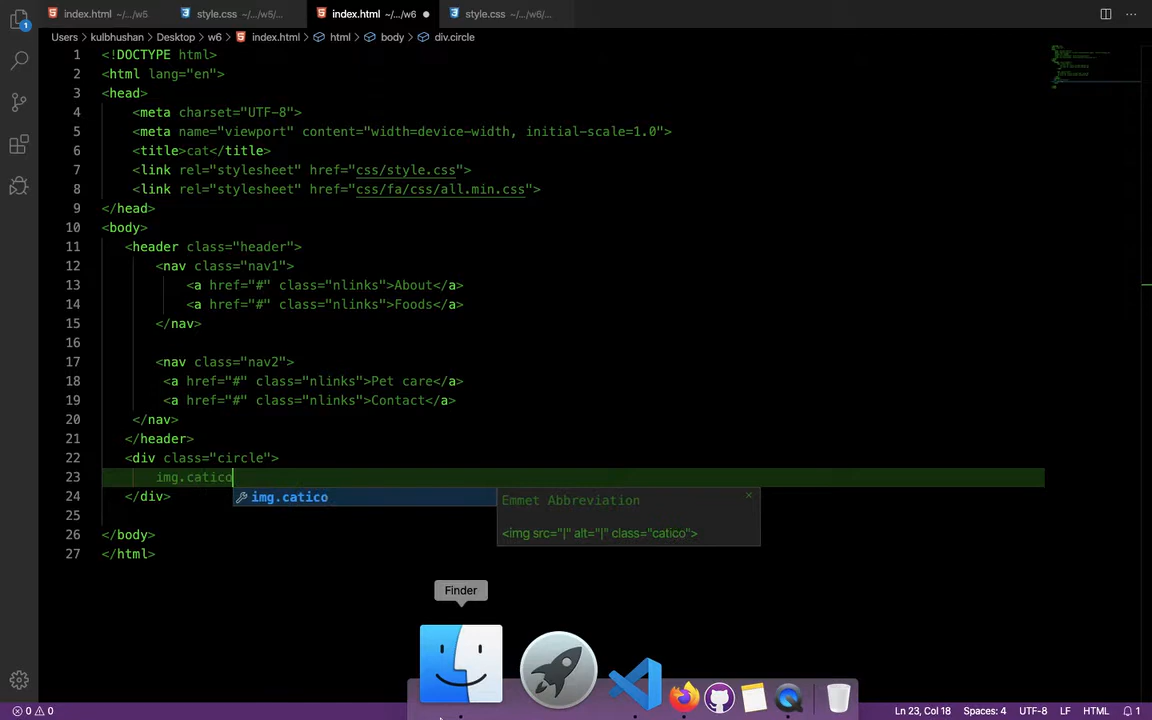 index.html ~/.../w5
style.css ~/.../w5/...
index.html ~/.../w6
style.css ~/.../w6/...
1
Users > kulbhushan > Desktop > w6 > index.html > html > body > div.circle
1 <!DOCTYPE html>
2 <html lang="en">
3 <head>
4 <meta charset="UTF-8">
5 <meta name="viewport" content="width=device-width, initial-scale=1.0">
6 <title>cat</title>
7 <link rel="stylesheet" href="css/style.css">
8 <link rel="stylesheet" href="css/fa/css/all.min.css">
9 </head>
10 <body>
11 <header class="header">
12 <nav class="nav1">
13 <a href="#" class="nlinks">About</a>
14 <a href="#" class="nlinks">Foods</a>
15 </nav>
16
17 <nav class="nav2">
18 <a href="#" class="nlinks">Pet care</a>
19 <a href="#" class="nlinks">Contact</a>
20 </nav>
21 </header>
22 <div class="circle">
23 img.catico
24 </div>
img.catico
Emmet Abbreviation
<img src="|" alt="|" class="catico">
25
26 </body>
27 </html>
Finder
0 0
Ln 23, Col 18
Spaces: 4
UTF-8
LF
HTML
1